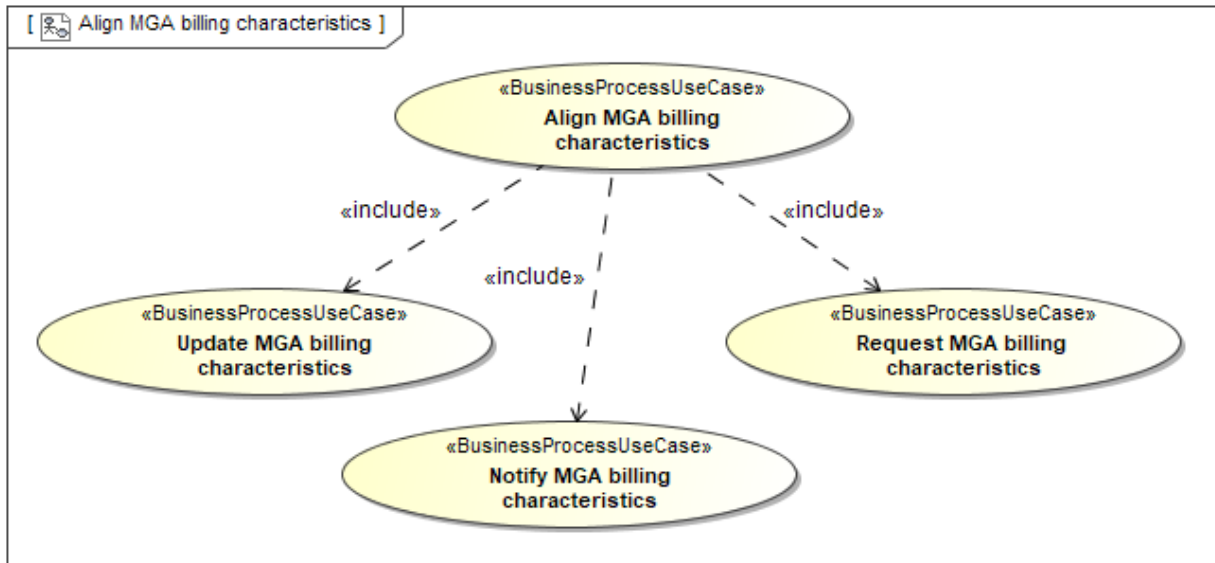 [ Align MGA billing characteristics ]
«BusinessProcessUseCase»
Align MGA billing
characteristics
«include»
«include»
«include»
«BusinessProcessUseCase»
Update MGA billing
characteristics
«BusinessProcessUseCase»
Request MGA billing
characteristics
«BusinessProcessUseCase»
Notify MGA billing
characteristics